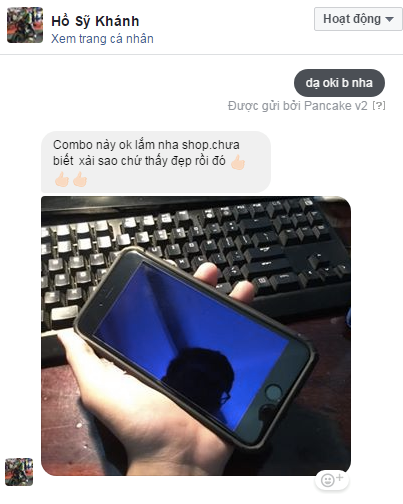 Hồ Sỹ Khánh
Hoạt động
Xem trang cá nhân
dạ oki b nha
Được gửi bởi Pancake v2 [?]
Combo này ok lắm nha shop.chưa
biết xài sao chứ thấy đẹp rồi đó 👍🏻
👍🏻👍🏻